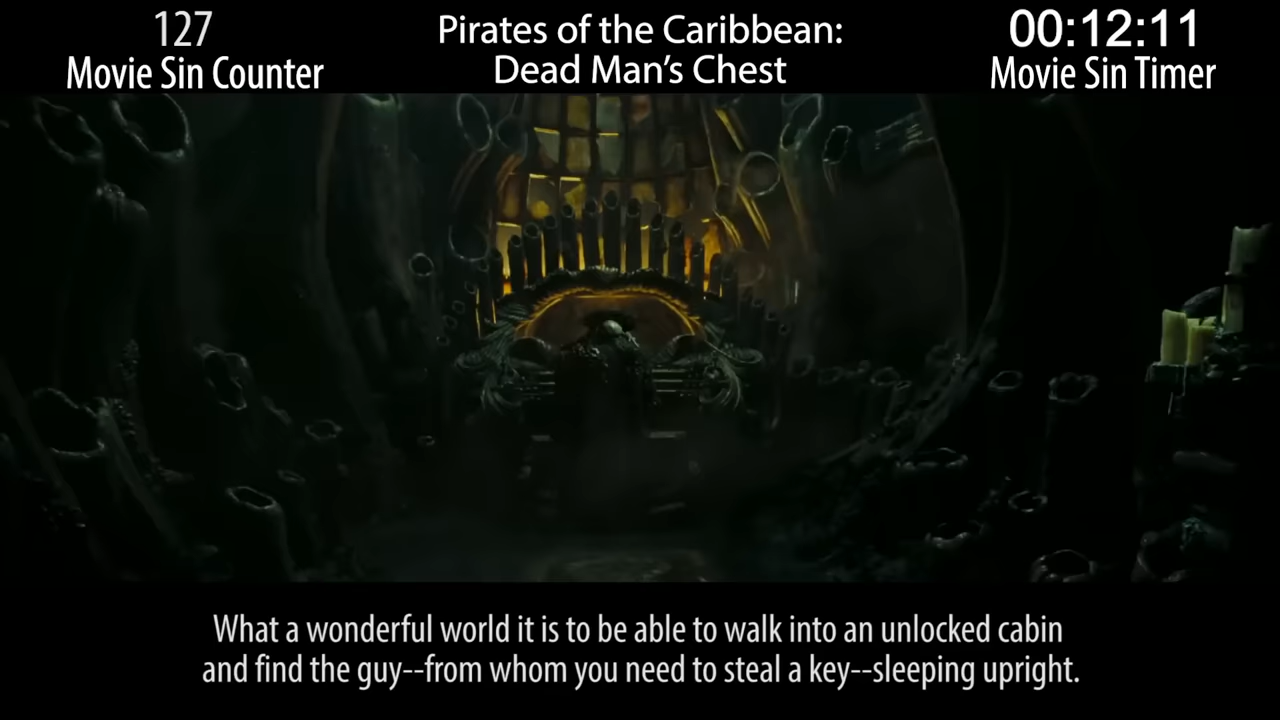 127
Movie Sin Counter
Pirates of the Caribbean:
Dead Man's Chest
00:12:11
Movie Sin Timer
What a wonderful world it is to be able to walk into an unlocked cabin
and find the guy--from whom you need to steal a key--sleeping upright.